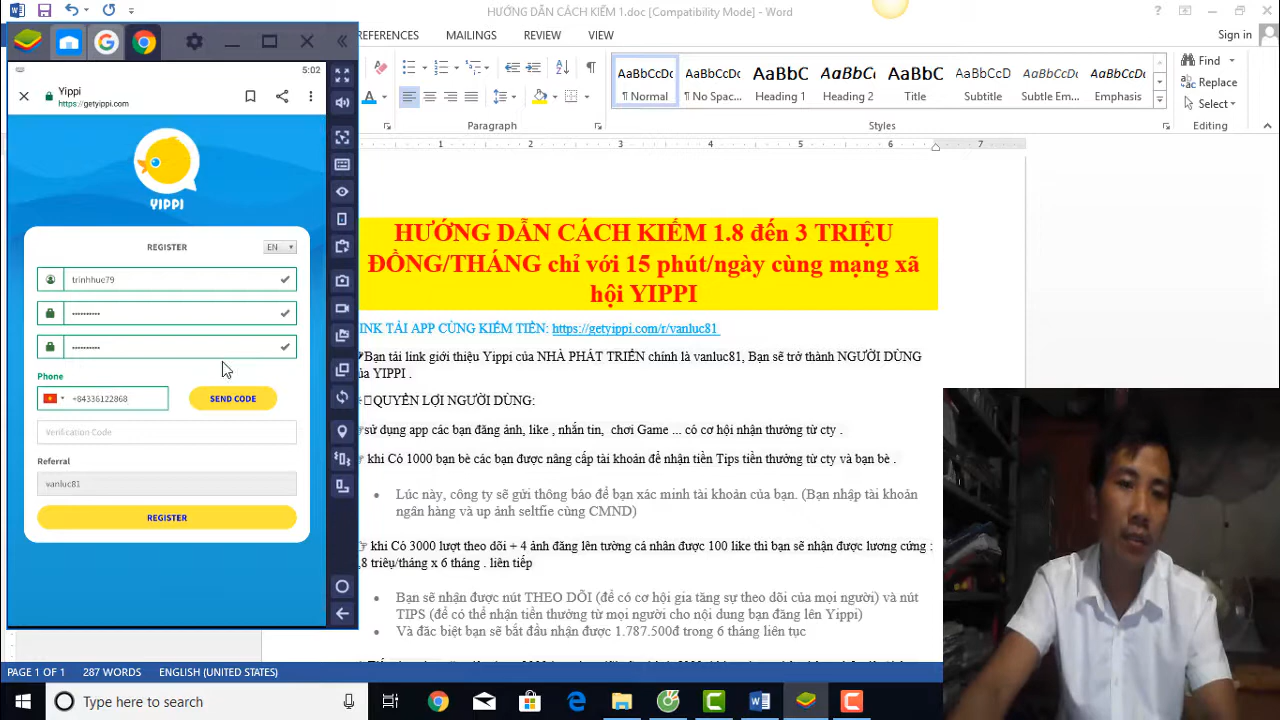 HƯỚNG DẪN CÁCH KIẾM 1.doc [Compatibility Mode] - Word
REFERENCES MAILINGS REVIEW VIEW
Sign in
AaBbCcDc AaBbCcDc AaBbC AaBbCc AaBbC AaBbCcD AaBbCcDc AaBbCcDc
¶ Normal ¶ No Spac... Heading 1 Heading 2 Title Subtitle Subtle Em... Emphasis
Find
Replace
Select
Paragraph Styles Editing
1 2 3 4 5 6 7
5:02
Yippi
https://getyippi.com
YIPPI
REGISTER
EN
trinhhue79
••••••••••
••••••••••
Phone
+84336122868
SEND CODE
Verification Code
Referral
vanluc81
REGISTER
HƯỚNG DẪN CÁCH KIẾM 1.8 đến 3 TRIỆU
ĐỒNG/THÁNG chỉ với 15 phút/ngày cùng mạng xã
hội YIPPI
INK TẢI APP CÙNG KIẾM TIỀN: https://getyippi.com/r/vanluc81
Bạn tải link giới thiệu Yippi của NHÀ PHÁT TRIỂN chính là vanluc81, Bạn sẽ trở thành NGƯỜI DÙNG
ủa YIPPI .
QUYỀN LỢI NGƯỜI DÙNG:
sử dụng app các bạn đăng ảnh, like , nhắn tin, chơi Game ... có cơ hội nhận thưởng từ cty .
khi Có 1000 bạn bè các bạn được nâng cấp tài khoản để nhận tiền Tips tiền thưởng từ cty và bạn bè .
• Lúc này, công ty sẽ gửi thông báo để bạn xác minh tài khoản của bạn. (Bạn nhập tài khoản
ngân hàng và up ảnh seltfie cùng CMND)
khi Có 3000 lượt theo dõi + 4 ảnh đăng lên tường cá nhân được 100 like thì bạn sẽ nhận được lương cứng :
,8 triệu/tháng x 6 tháng . liên tiếp
• Bạn sẽ nhận được nút THEO DÕI (để có cơ hội gia tăng sự theo dõi của mọi người) và nút
TIPS (để có thể nhận tiền thưởng từ mọi người cho nội dung bạn đăng lên Yippi)
• Và đặc biệt bạn sẽ bắt đầu nhận được 1.787.500đ trong 6 tháng liên tục
PAGE 1 OF 1 287 WORDS ENGLISH (UNITED STATES)
Type here to search